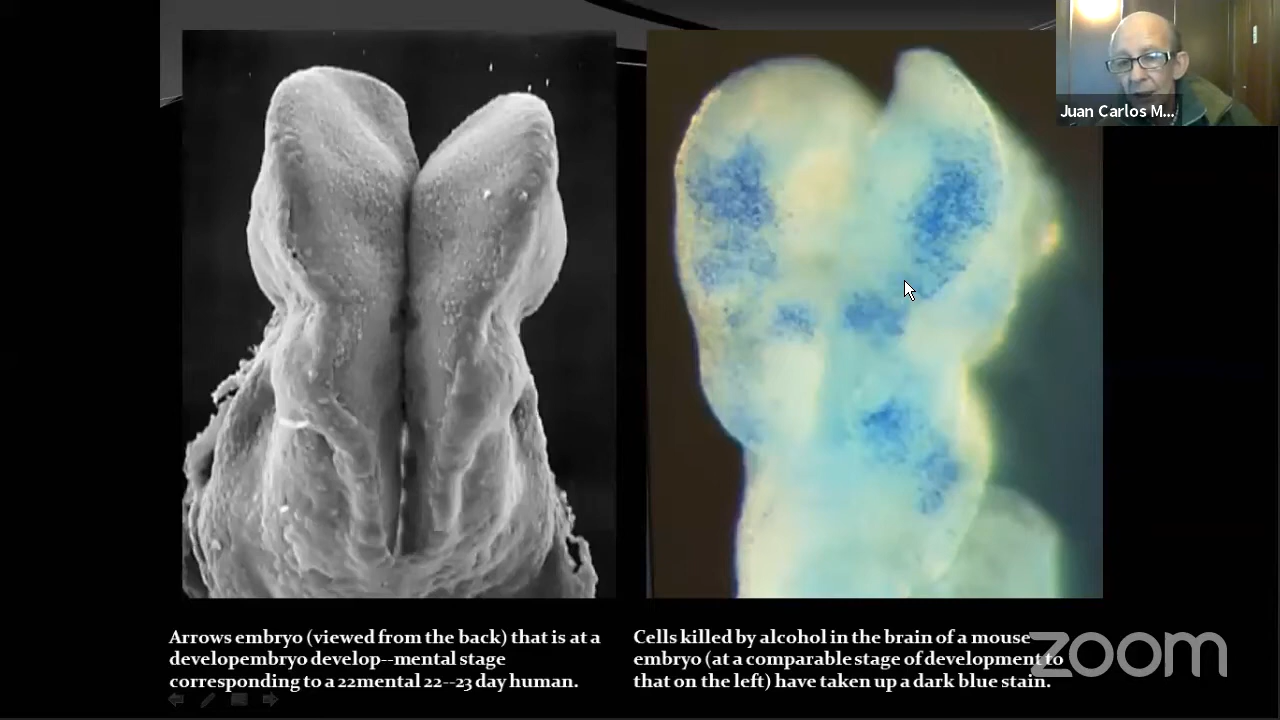 Juan Carlos M...
Arrows embryo (viewed from the back) that is at a
developembryo develop--mental stage
corresponding to a 22mental 22--23 day human.
Cells killed by alcohol in the brain of a mouse
embryo (at a comparable stage of development to
that on the left) have taken up a dark blue stain.
zoom